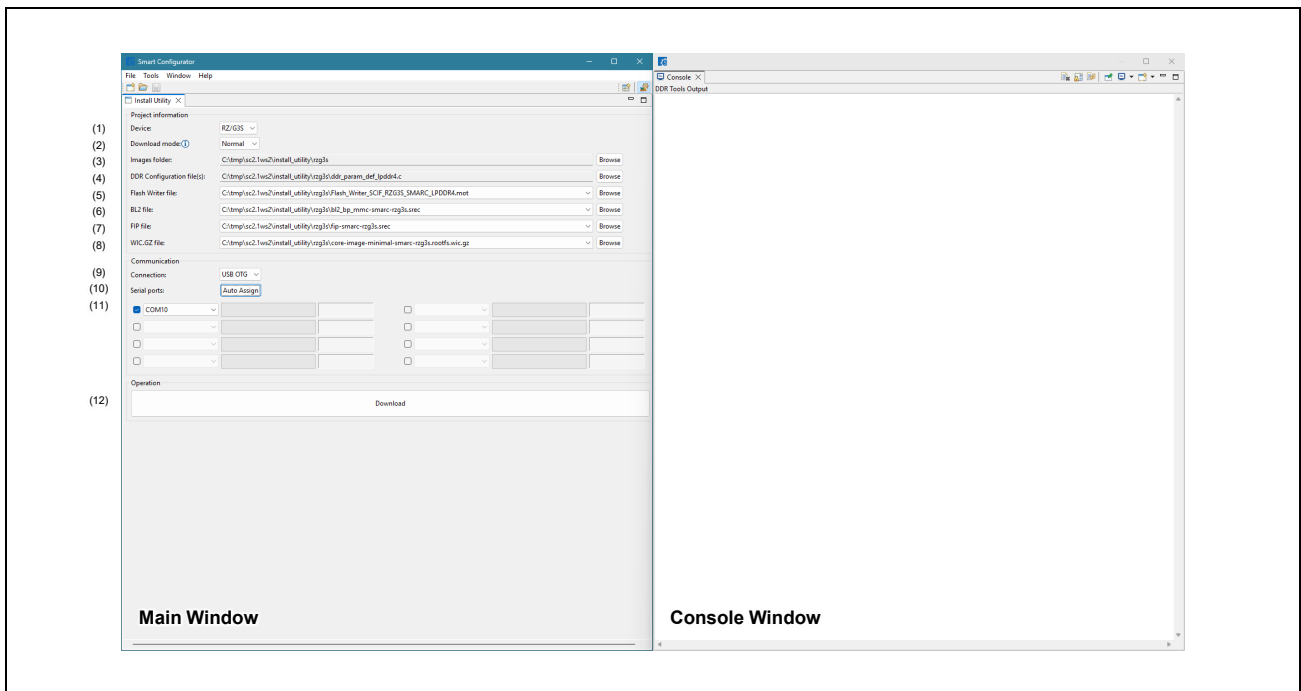 Smart Configurator
File Tools Window Help
Install Utility
Project information
(1) Device: RZ/G3S
(2) Download mode: Normal
(3) Images folder: C:\tmp\sc2.1ws2\install_utility\rzg3s Browse
(4) DDR Configuration file(s): C:\tmp\sc2.1ws2\install_utility\rzg3s\ddr_param_def_lpddr4.c Browse
(5) Flash Writer file: C:\tmp\sc2.1ws2\install_utility\rzg3s\Flash_Writer_SCIF_RZG3S_SMARC_LPDDR4.mot Browse
(6) BL2 file: C:\tmp\sc2.1ws2\install_utility\rzg3s\bl2_bp_mmc-smarc-rzg3s.srec Browse
(7) FIP file: C:\tmp\sc2.1ws2\install_utility\rzg3s\fip-smarc-rzg3s.srec Browse
(8) WIC.GZ file: C:\tmp\sc2.1ws2\install_utility\rzg3s\core-image-minimal-smarc-rzg3s.rootfs.wic.gz Browse
Communication
(9) Connection: USB OTG
(10) Serial ports: Auto Assign
(11) COM10
Operation
(12) Download
Main Window
Console
DDR Tools Output
Console Window